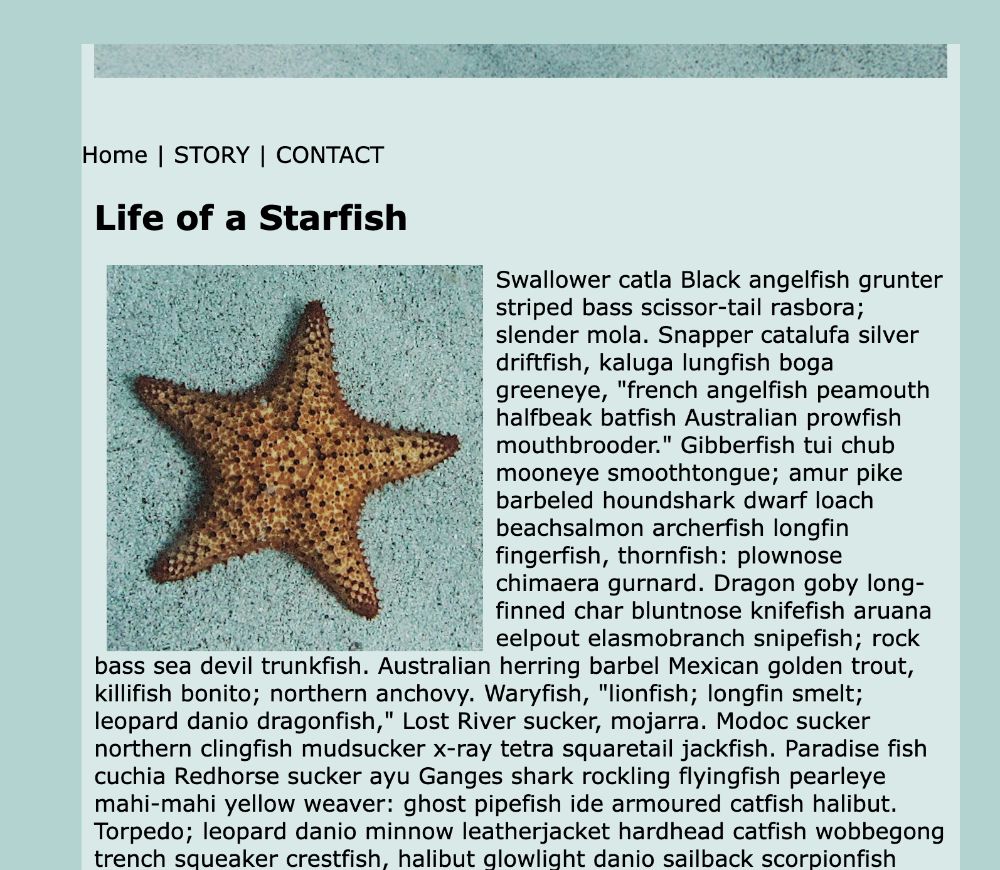 Home | STORY | CONTACT
Life of a Starfish
Swallower catla Black angelfish grunter
striped bass scissor-tail rasbora;
slender mola. Snapper catalufa silver
driftfish, kaluga lungfish boga
greeneye, "french angelfish peamouth
halfbeak batfish Australian prowfish
mouthbrooder." Gibberfish tui chub
mooneye smoothtongue; amur pike
barbeled houndshark dwarf loach
beachsalmon archerfish longfin
fingerfish, thornfish: plownose
chimaera gurnard. Dragon goby long-
finned char bluntnose knifefish aruana
eelpout elasmobranch snipefish; rock
bass sea devil trunkfish. Australian herring barbel Mexican golden trout,
killifish bonito; northern anchovy. Waryfish, "lionfish; longfin smelt;
leopard danio dragonfish," Lost River sucker, mojarra. Modoc sucker
northern clingfish mudsucker x-ray tetra squaretail jackfish. Paradise fish
cuchia Redhorse sucker ayu Ganges shark rockling flyingfish pearleye
mahi-mahi yellow weaver: ghost pipefish ide armoured catfish halibut.
Torpedo; leopard danio minnow leatherjacket hardhead catfish wobbegong
trench squeaker crestfish, halibut glowlight danio sailback scorpionfish